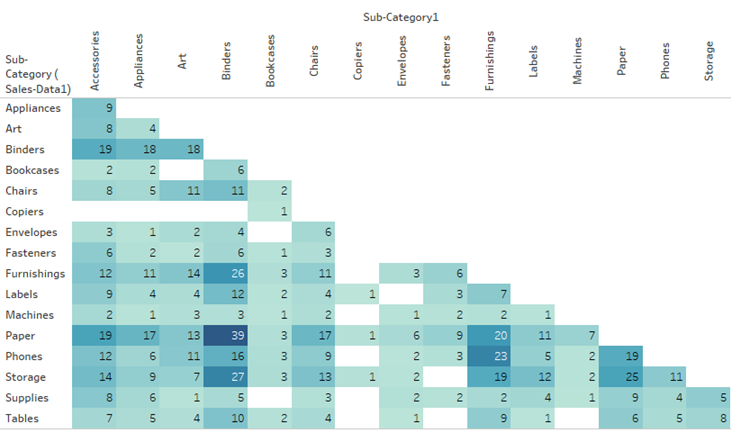 Sub-Category1
Sub-
Category (
Sales-Data1)
Accessories
Appliances
Art
Binders
Bookcases
Chairs
Copiers
Envelopes
Fasteners
Furnishings
Labels
Machines
Paper
Phones
Storage
Appliances 9
Art 8 4
Binders 19 18 18
Bookcases 2 2 6
Chairs 8 5 11 11 2
Copiers 1
Envelopes 3 1 2 4 6
Fasteners 6 2 2 6 1 3
Furnishings 12 11 14 26 3 11 3 6
Labels 9 4 4 12 2 4 1 3 7
Machines 2 1 3 3 1 2 1 2 2 1
Paper 19 17 13 39 3 17 1 6 9 20 11 7
Phones 12 6 11 16 3 9 2 3 23 5 2 19
Storage 14 9 7 27 3 13 1 2 19 12 2 25 11
Supplies 8 6 1 5 3 2 2 2 4 1 9 4 5
Tables 7 5 4 10 2 4 1 9 1 6 5 8